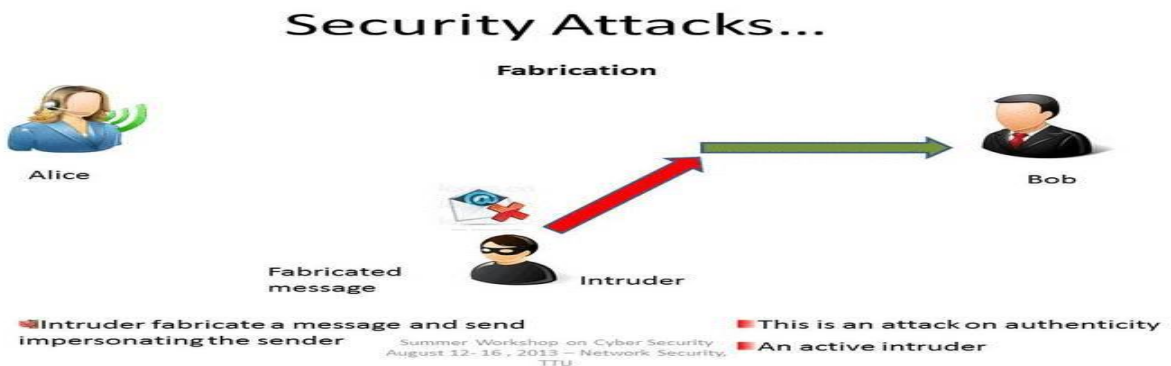 Security Attacks...
Fabrication
Alice
Bob
Fabricated
message
Intruder
Intruder fabricate a message and send
impersonating the sender
This is an attack on authenticity
An active intruder
Summer Workshop on Cyber Security
August 12- 16 , 2013 – Network Security,
TTU